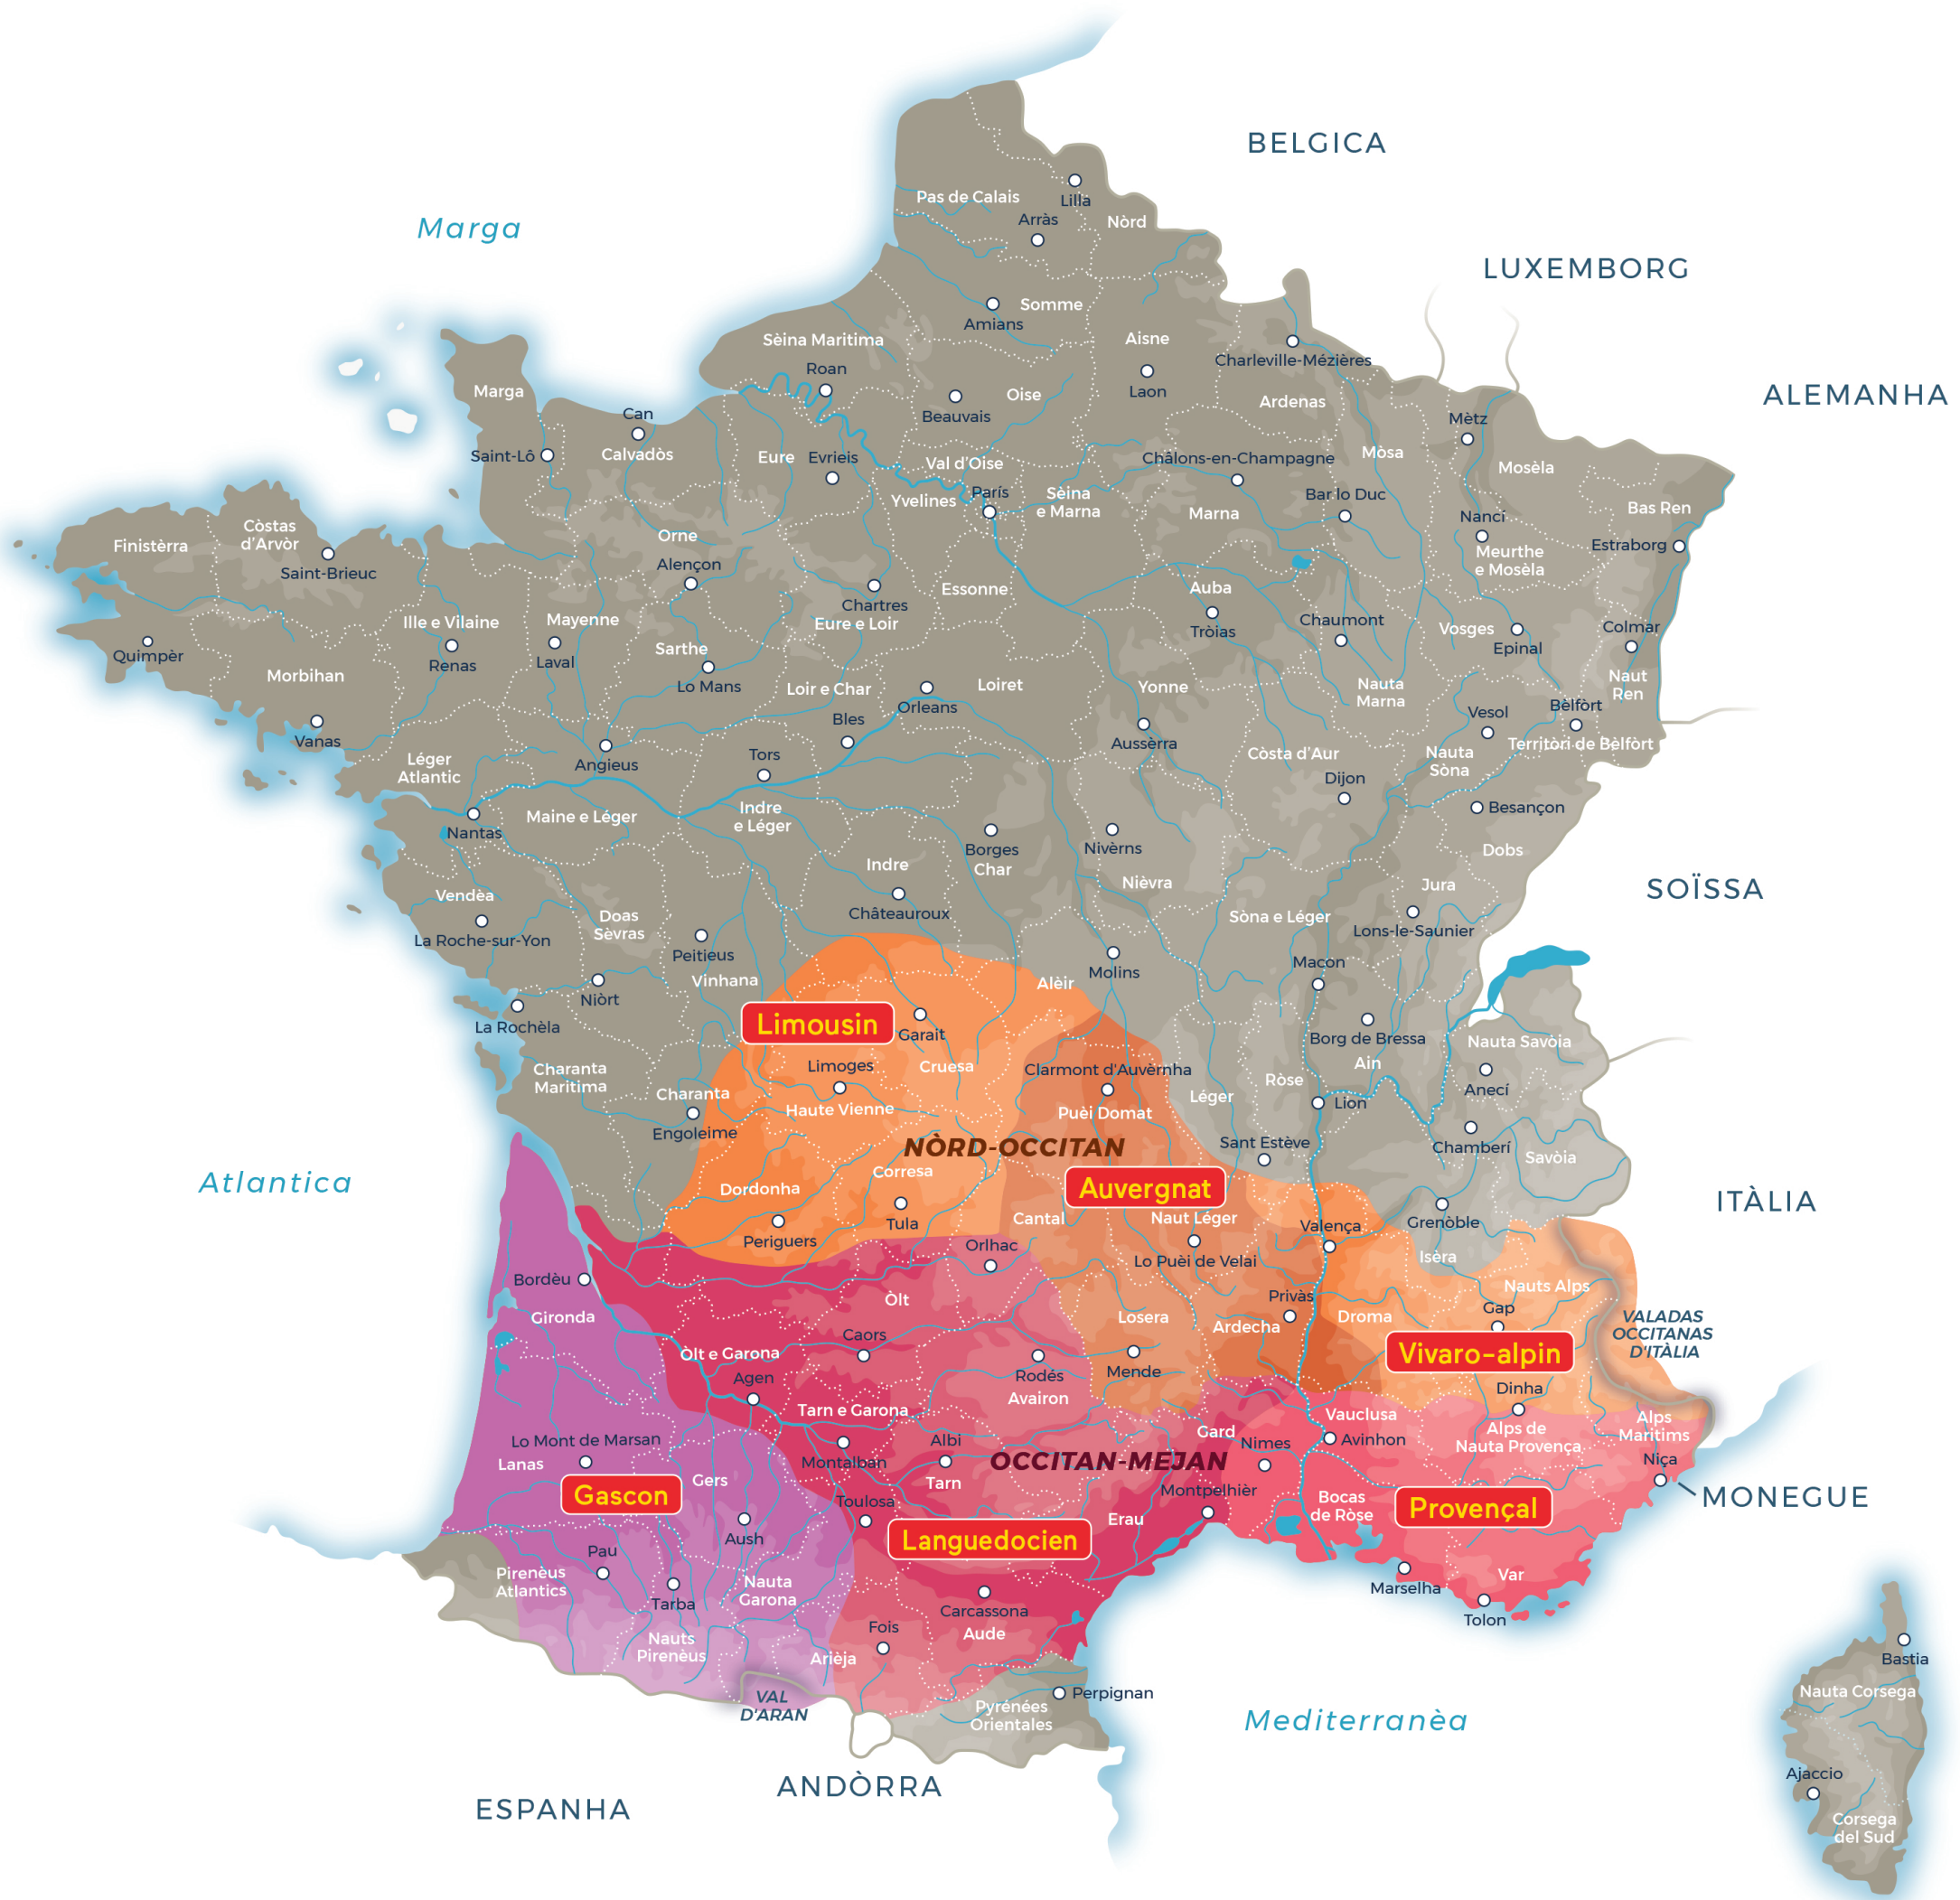 BELGICA
Pas de Calais
Lilla
Arràs
Nòrd
Marga
LUXEMBORG
Somme
Amians
Sèina Maritima
Aisne
Charleville-Mézières
Roan
Marga
Laon
Oise
Ardenas
ALEMANHA
Can
Beauvais
Mètz
Saint-Lô
Calvadòs
Eure
Evrieis
Val d'Oise
Châlons-en-Champagne
Mòsa
Mosèla
Yvelines
París
Sèina
e Marna
Bar lo Duc
Marna
Nancí
Bas Ren
Còstas
d'Arvòr
Finistèrra
Orne
Estraborg
Meurthe
e Mosèla
Saint-Brieuc
Alençon
Essonne
Auba
Chartres
Eure e Loir
Ille e Vilaine
Mayenne
Tròias
Chaumont
Vosges
Colmar
Quimpèr
Renas
Laval
Sarthe
Epinal
Morbihan
Lo Mans
Loir e Char
Loiret
Yonne
Nauta
Marna
Naut
Ren
Orleans
Bles
Vesol
Bèlfòrt
Vanas
Aussèrra
Territòri de Bèlfòrt
Léger
Atlantic
Angieus
Tors
Còsta d'Aur
Nauta
Sòna
Dijon
Nantas
Maine e Léger
Indre
e Léger
Besançon
Borges
Nivèrns
Dobs
Indre
Char
Nièvra
Jura
SOÏSSA
Vendèa
Châteauroux
Doas
Sèvras
Sòna e Léger
La Roche-sur-Yon
Lons-le-Saunier
Peitieus
Macon
Vinhana
Molins
Alèir
Niòrt
La Rochèla
Limousin
Garait
Borg de Bressa
Nauta Savòia
Charanta
Maritima
Limoges
Cruesa
Clarmont d'Auvèrnha
Ain
Ròse
Anecí
Charanta
Haute Vienne
Puèi Domat
Léger
Lion
Engoleime
NÒRD-OCCITAN
Sant Estève
Chamberí
Savòia
Atlantica
Corresa
Dordonha
Auvergnat
ITÀLIA
Tula
Cantal
Naut Léger
Valença
Grenòble
Periguers
Orlhac
Lo Puèi de Velai
Isèra
Bordèu
Nauts Alps
Òlt
Privàs
Gap
Gironda
Losera
Ardecha
Droma
VALADAS
OCCITANAS
D'ITÀLIA
Caors
Òlt e Garona
Vivaro-alpin
Rodés
Mende
Agen
Dinha
Avairon
Tarn e Garona
Vauclusa
Alps
Maritims
Gard
Alps de
Nauta Provença
Lo Mont de Marsan
Albi
Nimes
Avinhon
Lanas
Montalban
OCCITAN-MEJAN
Niça
Gers
Tarn
Montpelhièr
Gascon
Toulosa
Bocas
de Ròse
Provençal
MONEGUE
Erau
Aush
Languedocien
Pau
Pirenèus
Atlantics
Nauta
Garona
Var
Marselha
Tarba
Carcassona
Tolon
Fois
Aude
Nauts
Pirenèus
Arièja
Bastia
VAL
D'ARAN
Perpignan
Nauta Corsega
Pyrénées
Orientales
Mediterranèa
Ajaccio
ANDÒRRA
ESPANHA
Corsega
del Sud